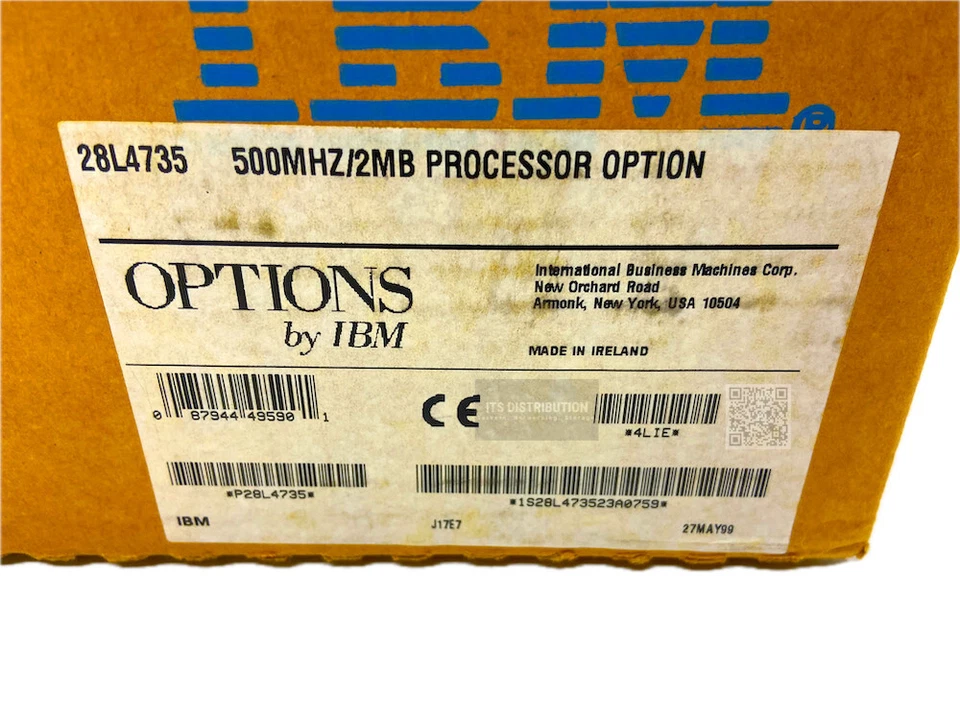 IBM®
28L4735 500MHZ/2MB PROCESSOR OPTION
OPTIONS
by IBM
International Business Machines Corp.
New Orchard Road
Armonk, New York, USA 10504
MADE IN IRELAND
0 87944 49590 1
CE
ITS DISTRIBUTION
*4LIE*
*P28L4735*
*1S28L473523A0759*
IBM
J17E7
27MAY99